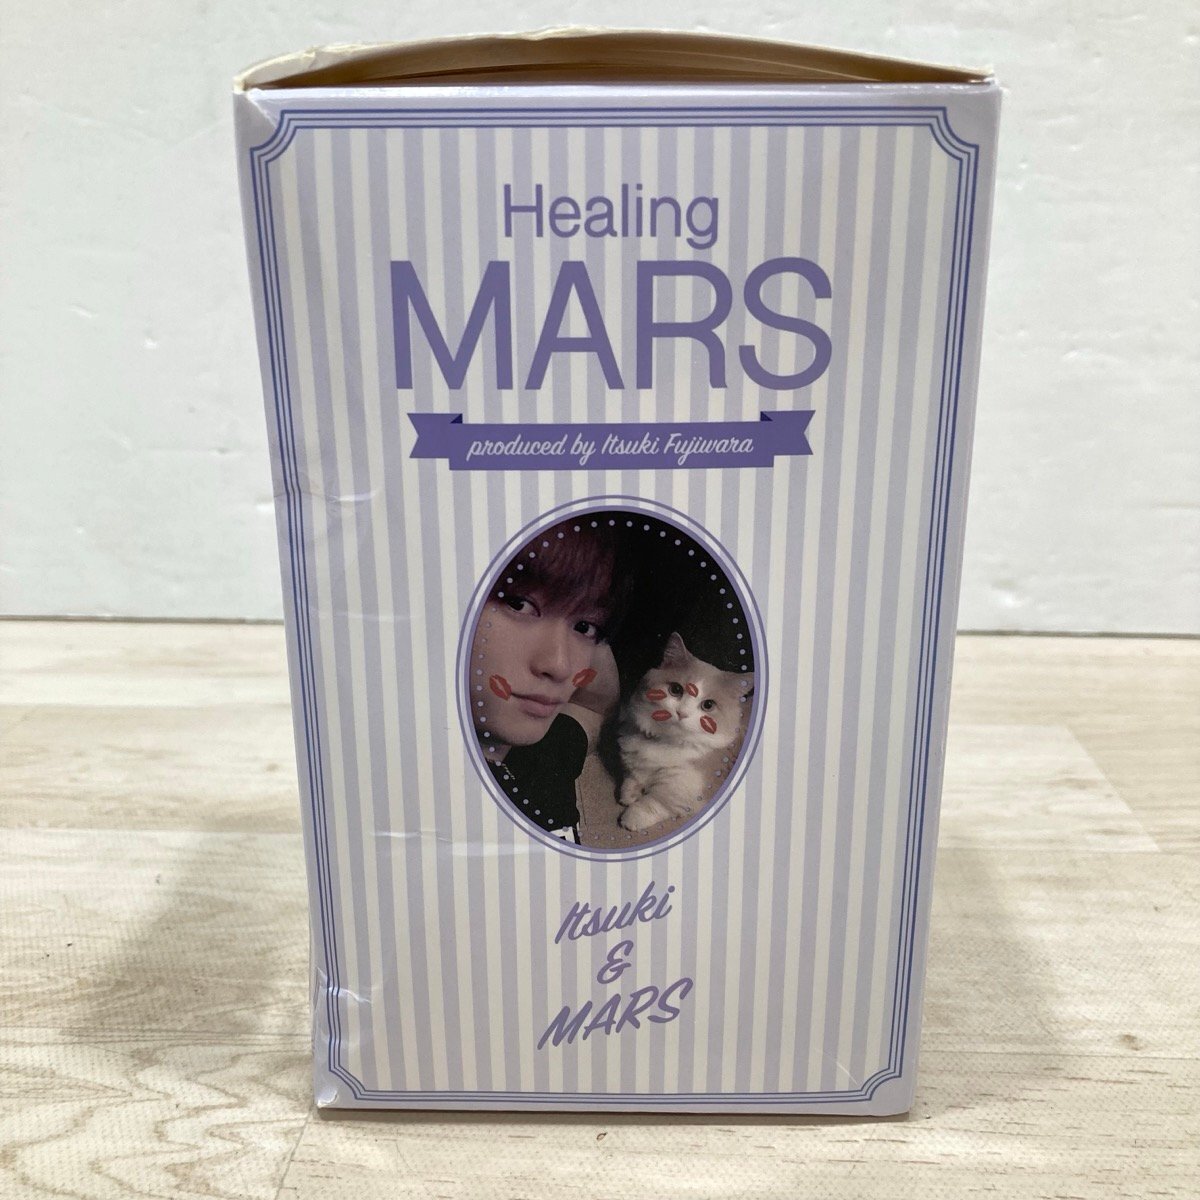 Healing
MARS
produced by Itsuki Fujiwara
Itsuki
&
MARS